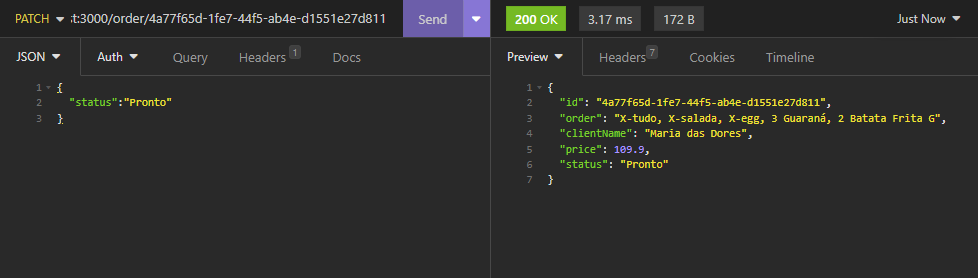 PATCH :t:3000/order/4a77f65d-1fe7-44f5-ab4e-d1551e27d811 Send
200 OK 3.17 ms 172 B Just Now
JSON Auth Query Headers 1 Docs
Preview Headers 7 Cookies Timeline
1 {
2 "status":"Pronto"
3 }
1 {
2 "id": "4a77f65d-1fe7-44f5-ab4e-d1551e27d811",
3 "order": "X-tudo, X-salada, X-egg, 3 Guaraná, 2 Batata Frita G",
4 "clientName": "Maria das Dores",
5 "price": 109.9,
6 "status": "Pronto"
7 }